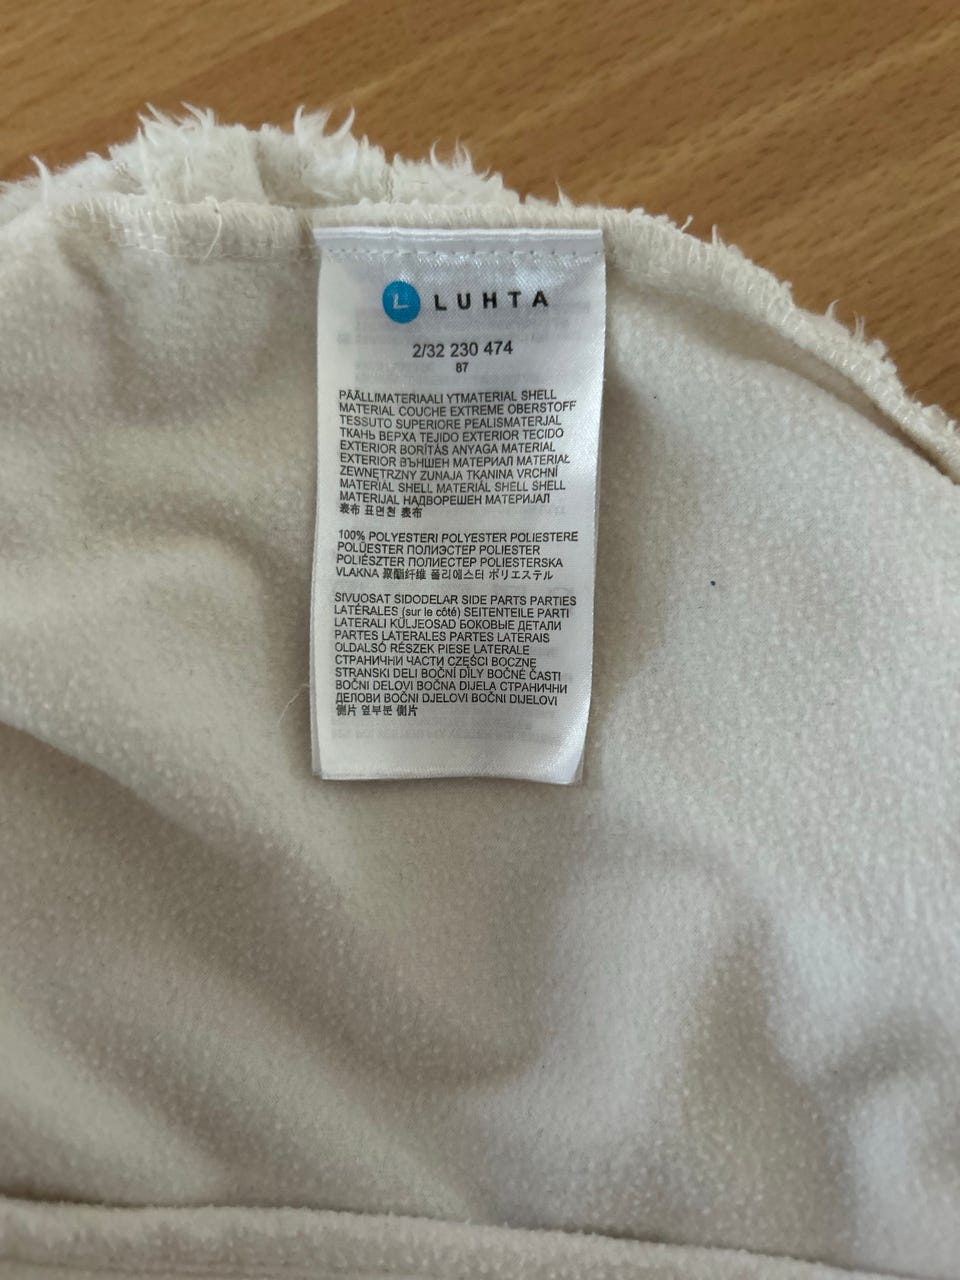 L LUHTA
2/32 230 474
87
PÄÄLLIMATERIAALI YTMATERIAL SHELL
MATERIAL COUCHE EXTREME OBERSTOFF
TESSUTO SUPERIORE PEALISMATERJAL
ТКАНЬ ВЕРХА TEJIDO EXTERIOR TECIDO
EXTERIOR BORÍTÁS ANYAGA MATERIAL
EXTERIOR ВЪНШЕН МАТЕРИАЛ MATERIAŁ
ZEWNĘTRZNY ZUNAJA TKANINA VRCHNÍ
MATERIÁL SHELL MATERIÁL SHELL SHELL
MATERIJAL НАДВОРЕШЕН МАТЕРИЈАЛ
表布 표면천 表布
100% POLYESTERI POLYESTER POLIESTERE
POLÜESTER ПОЛИЭСТЕР POLIESTER
POLIÉSZTER ПОЛИЕСТЕР POLIESTERSKA
VLAKNA 聚酯纤维 폴리에스터 ポリエステル
SIVUOSAT SIDODELAR SIDE PARTS PARTIES
LATÉRALES (sur le côté) SEITENTEILE PARTI
LATERALI KÜLJEOSAD БОКОВЫЕ ДЕТАЛИ
PARTES LATERALES PARTES LATERAIS
OLDALSÓ RÉSZEK PIESE LATERALE
СТРАНИЧНИ ЧАСТИ CZĘŚCI BOCZNE
STRANSKI DELI BOČNÍ DÍLY BOČNÉ ČASTI
BOČNI DELOVI BOČNA DIJELA СТРАНИЧНИ
ДЕЛОВИ BOČNI DJELOVI BOČNI DIJELOVI
側片 옆부분 側片